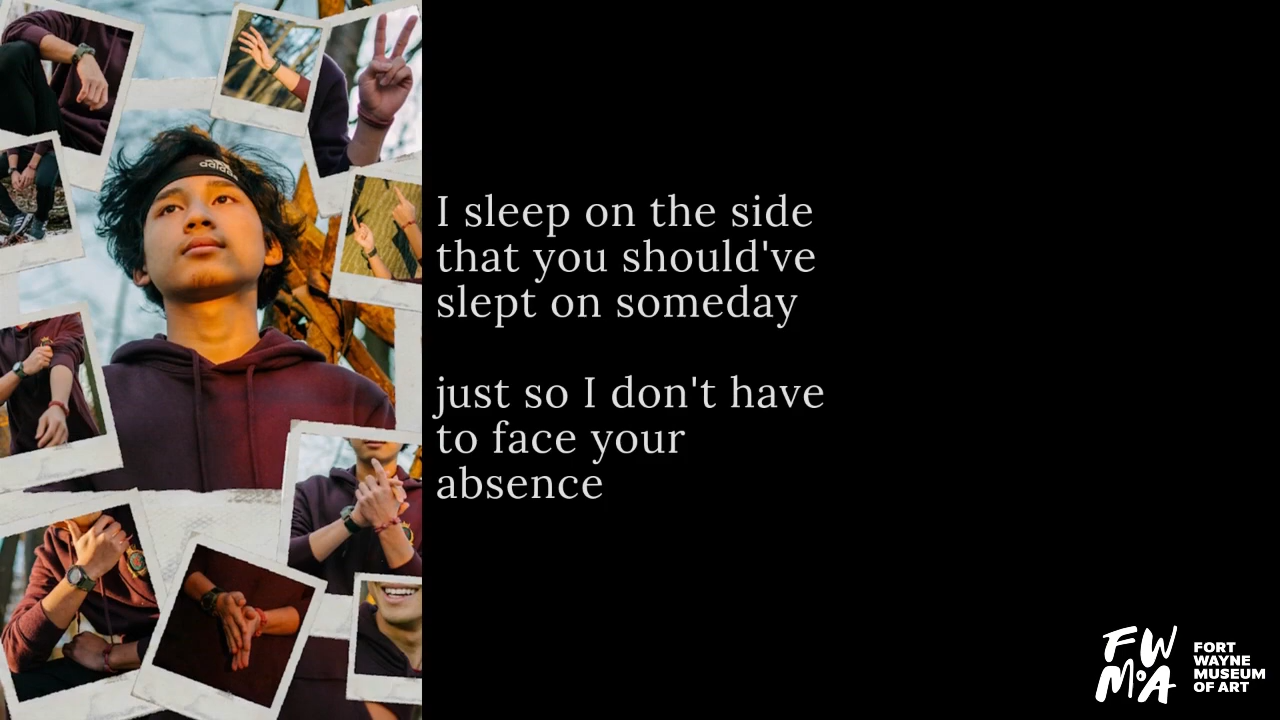 adidas
I sleep on the side
that you should've
slept on someday
just so I don't have
to face your
absence
FW
MoA
FORT
WAYNE
MUSEUM
OF ART